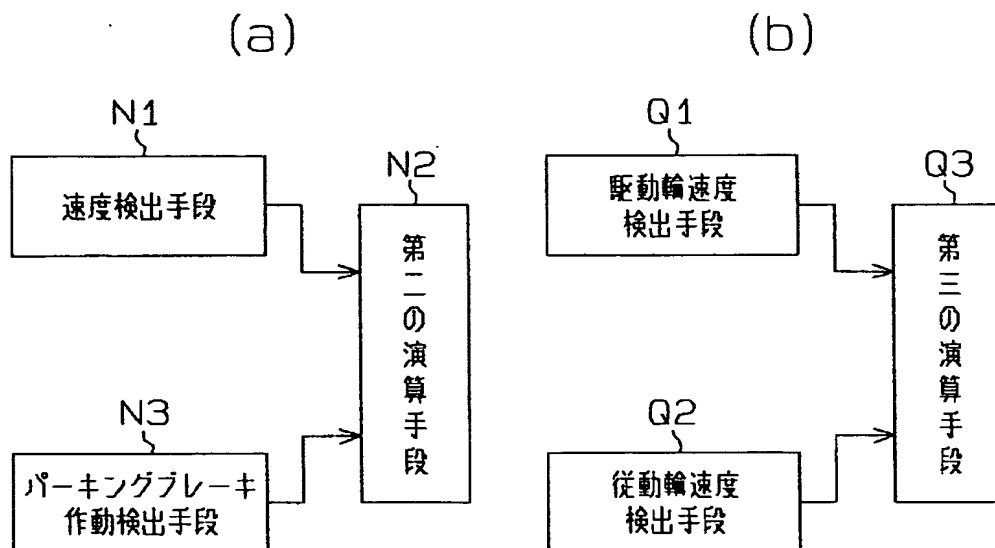 (a)
N1
速度検出手段
N2
第二の演算手段
N3
パーキングブレーキ
作動検出手段
(b)
Q1
駆動輪速度
検出手段
Q3
第三の演算手段
Q2
従動輪速度
検出手段